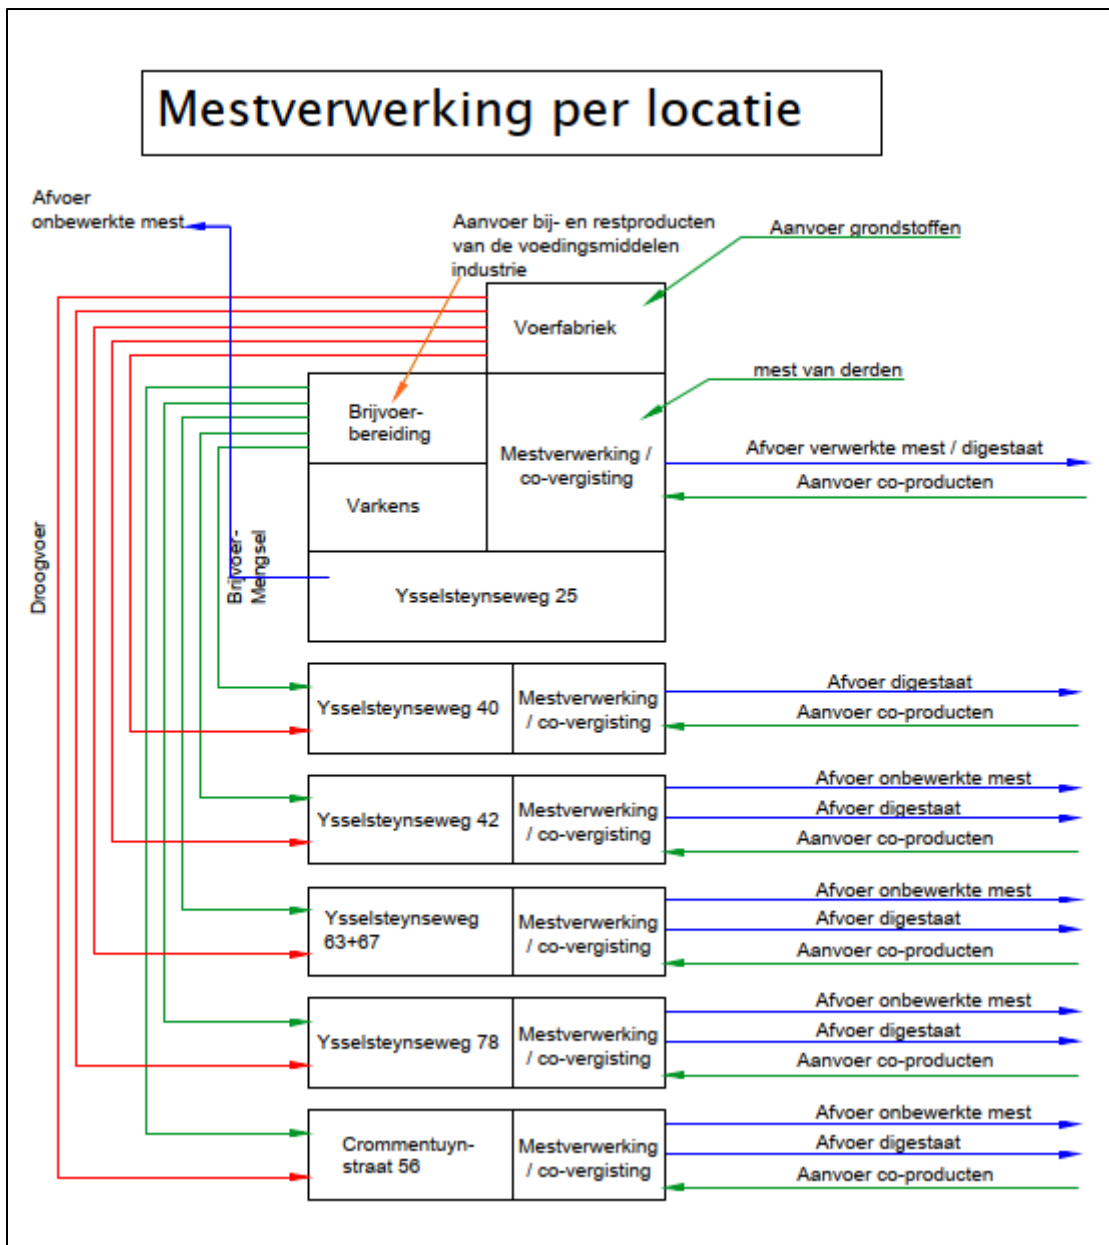 Mestverwerking per locatie
Afvoer
onbewerkte mest
Aanvoer bij- en restproducten
van de voedingsmiddelen
industrie
Aanvoer grondstoffen
Voerfabriek
mest van derden
Brijvoer-
bereiding
Mestverwerking /
co-vergisting
Afvoer verwerkte mest / digestaat
Aanvoer co-producten
Varkens
Droogvoer
Brijvoer-
Mengsel
Ysselsteynseweg 25
Ysselsteynseweg 40
Mestverwerking
/ co-vergisting
Afvoer digestaat
Aanvoer co-producten
Ysselsteynseweg 42
Mestverwerking
/ co-vergisting
Afvoer onbewerkte mest
Afvoer digestaat
Aanvoer co-producten
Ysselsteynseweg
63+67
Mestverwerking
/ co-vergisting
Afvoer onbewerkte mest
Afvoer digestaat
Aanvoer co-producten
Ysselsteynseweg 78
Mestverwerking
/ co-vergisting
Afvoer onbewerkte mest
Afvoer digestaat
Aanvoer co-producten
Crommentuyn-
straat 56
Mestverwerking
/ co-vergisting
Afvoer onbewerkte mest
Afvoer digestaat
Aanvoer co-producten